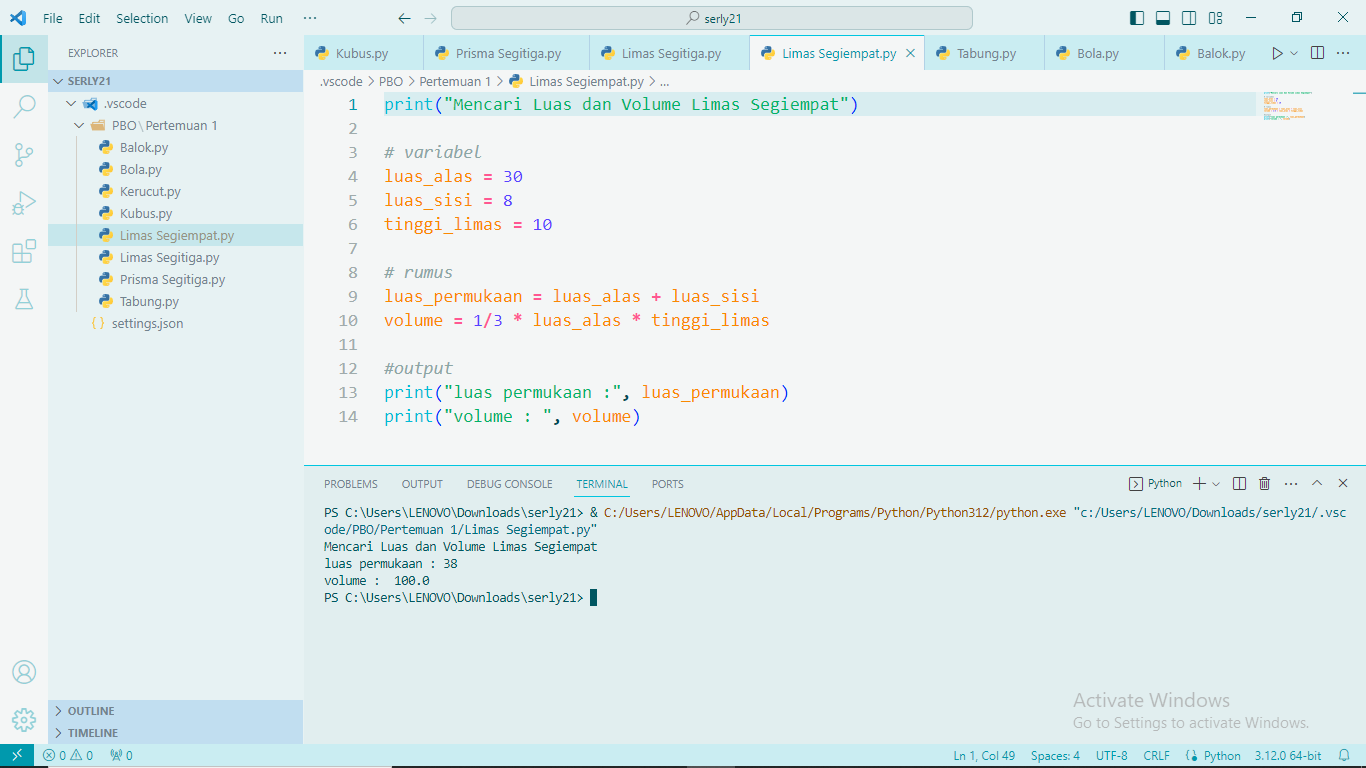 File Edit Selection View Go Run ··· serly21
EXPLORER ···
SERLY21
.vscode
PBO \ Pertemuan 1
Balok.py
Bola.py
Kerucut.py
Kubus.py
Limas Segiempat.py
Limas Segitiga.py
Prisma Segitiga.py
Tabung.py
settings.json
OUTLINE
TIMELINE
Kubus.py Prisma Segitiga.py Limas Segitiga.py Limas Segiempat.py Tabung.py Bola.py Balok.py
.vscode > PBO > Pertemuan 1 > Limas Segiempat.py > ...
1 print("Mencari Luas dan Volume Limas Segiempat")
2
3 # variabel
4 luas_alas = 30
5 luas_sisi = 8
6 tinggi_limas = 10
7
8 # rumus
9 luas_permukaan = luas_alas + luas_sisi
10 volume = 1/3 * luas_alas * tinggi_limas
11
12 #output
13 print("luas permukaan :", luas_permukaan)
14 print("volume : ", volume)
PROBLEMS OUTPUT DEBUG CONSOLE TERMINAL PORTS Python
PS C:\Users\LENOVO\Downloads\serly21> & C:/Users/LENOVO/AppData/Local/Programs/Python/Python312/python.exe "c:/Users/LENOVO/Downloads/serly21/.vsc
ode/PBO/Pertemuan 1/Limas Segiempat.py"
Mencari Luas dan Volume Limas Segiempat
luas permukaan : 38
volume :  100.0
PS C:\Users\LENOVO\Downloads\serly21>
Activate Windows
Go to Settings to activate Windows.
0 0 0 Ln 1, Col 49 Spaces: 4 UTF-8 CRLF Python 3.12.0 64-bit